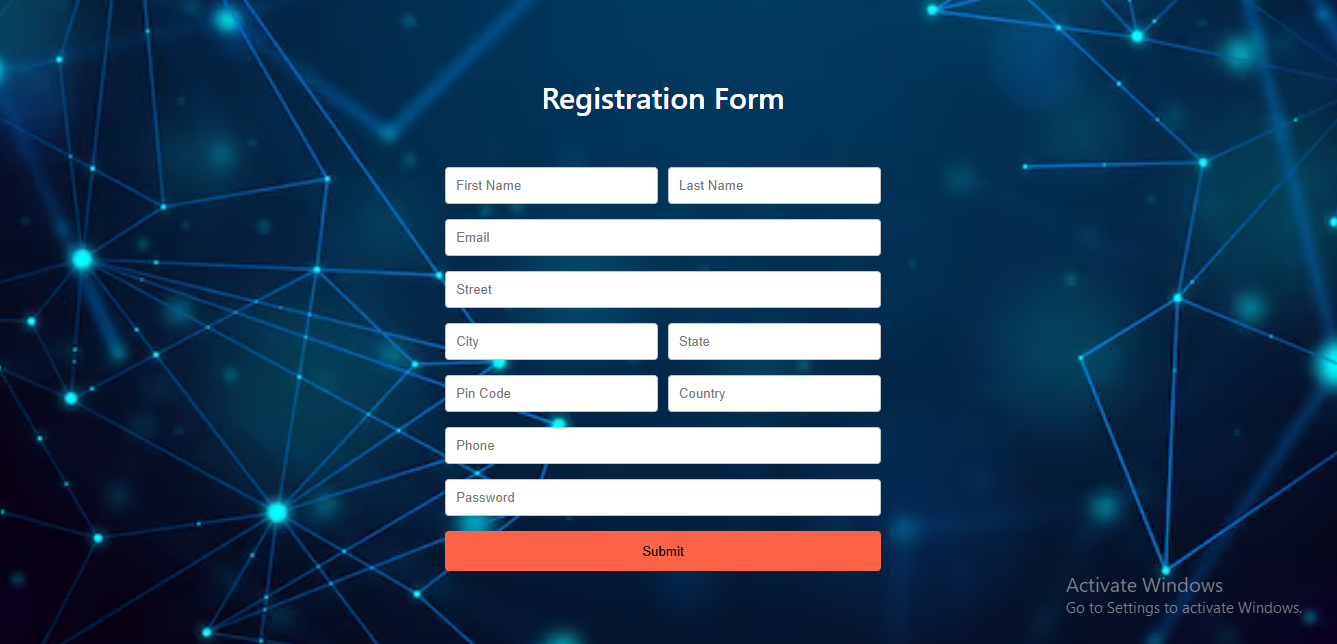 Registration Form
First Name
Last Name
Email
Street
City
State
Pin Code
Country
Phone
Password
Submit
Activate Windows
Go to Settings to activate Windows.